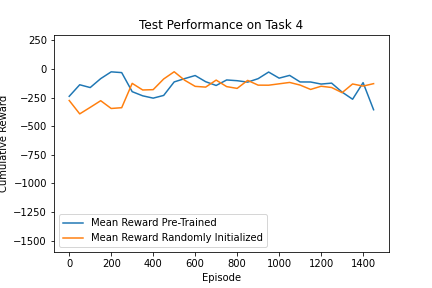 Test Performance on Task 4
250
0
−250
−500
−750
−1000
−1250
−1500
Cumulative Reward
Mean Reward Pre-Trained
Mean Reward Randomly Initialized
0 200 400 600 800 1000 1200 1400
Episode